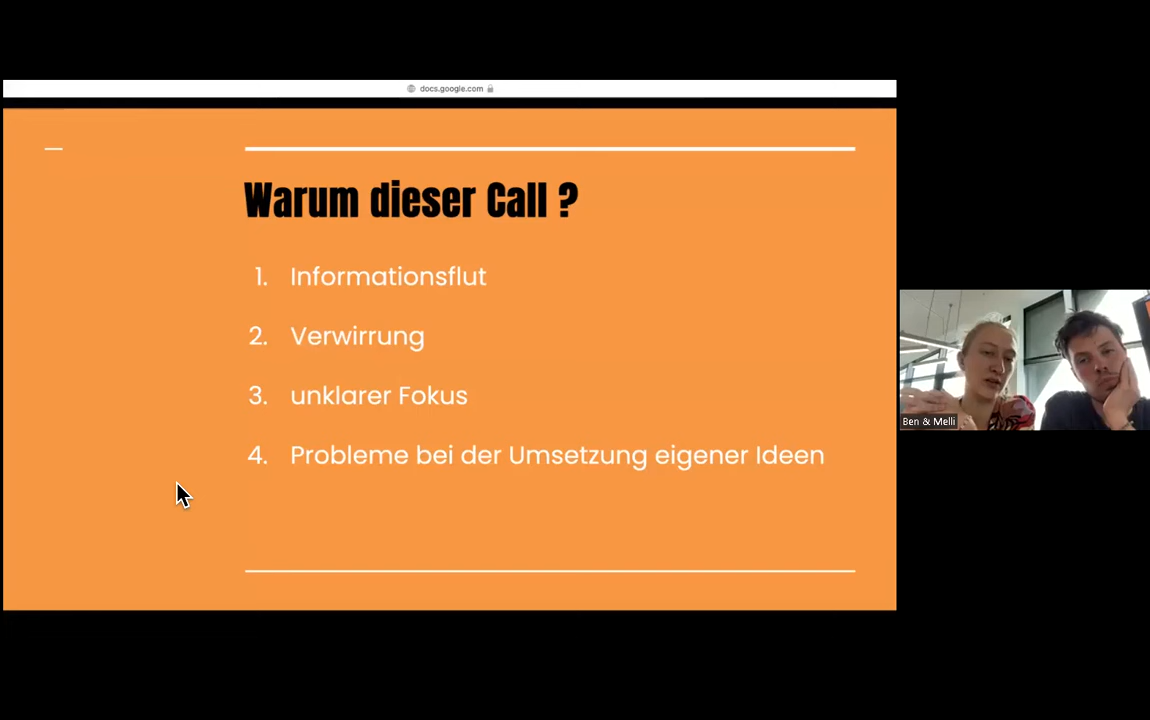 docs.google.com
Warum dieser Call ?
1. Informationsflut
2. Verwirrung
3. unklarer Fokus
4. Probleme bei der Umsetzung eigener Ideen
Ben & Melli